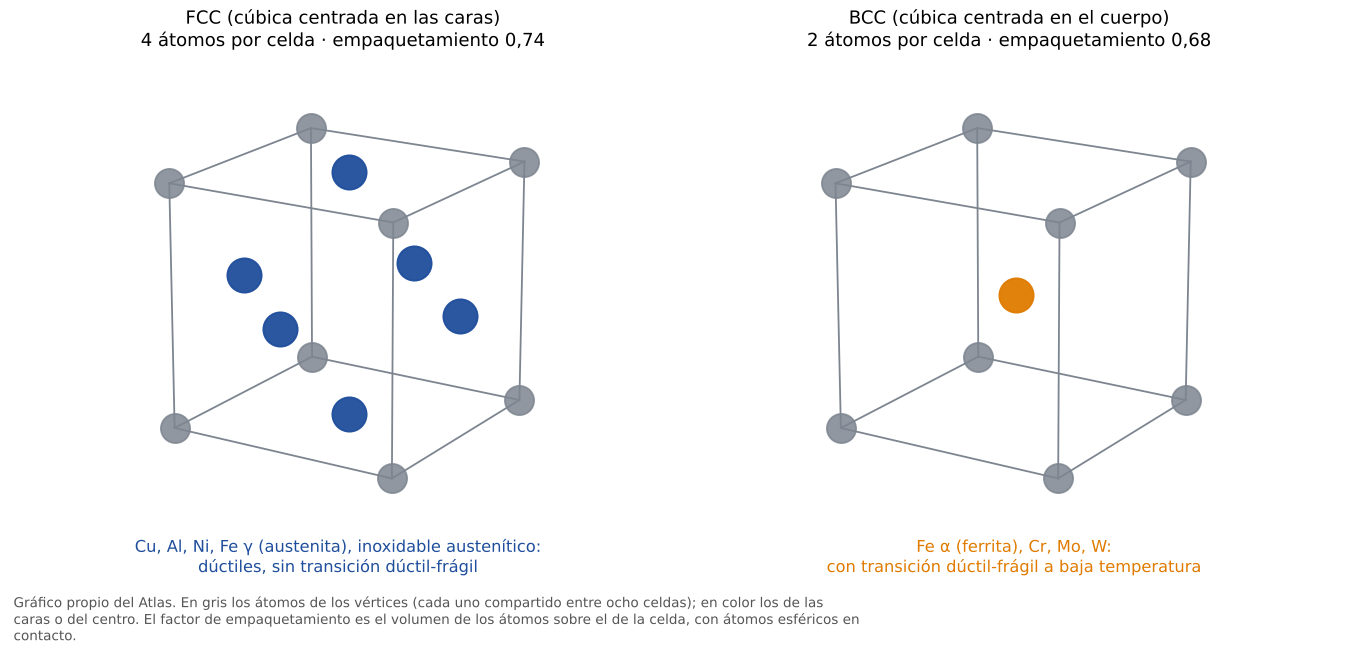 FCC (cúbica centrada en las caras)
4 átomos por celda · empaquetamiento 0,74
BCC (cúbica centrada en el cuerpo)
2 átomos por celda · empaquetamiento 0,68
Cu, Al, Ni, Fe γ (austenita), inoxidable austenítico:
dúctiles, sin transición dúctil-frágil
Fe α (ferrita), Cr, Mo, W:
con transición dúctil-frágil a baja temperatura
Gráfico propio del Atlas. En gris los átomos de los vértices (cada uno compartido entre ocho celdas); en color los de las
caras o del centro. El factor de empaquetamiento es el volumen de los átomos sobre el de la celda, con átomos esféricos en
contacto.